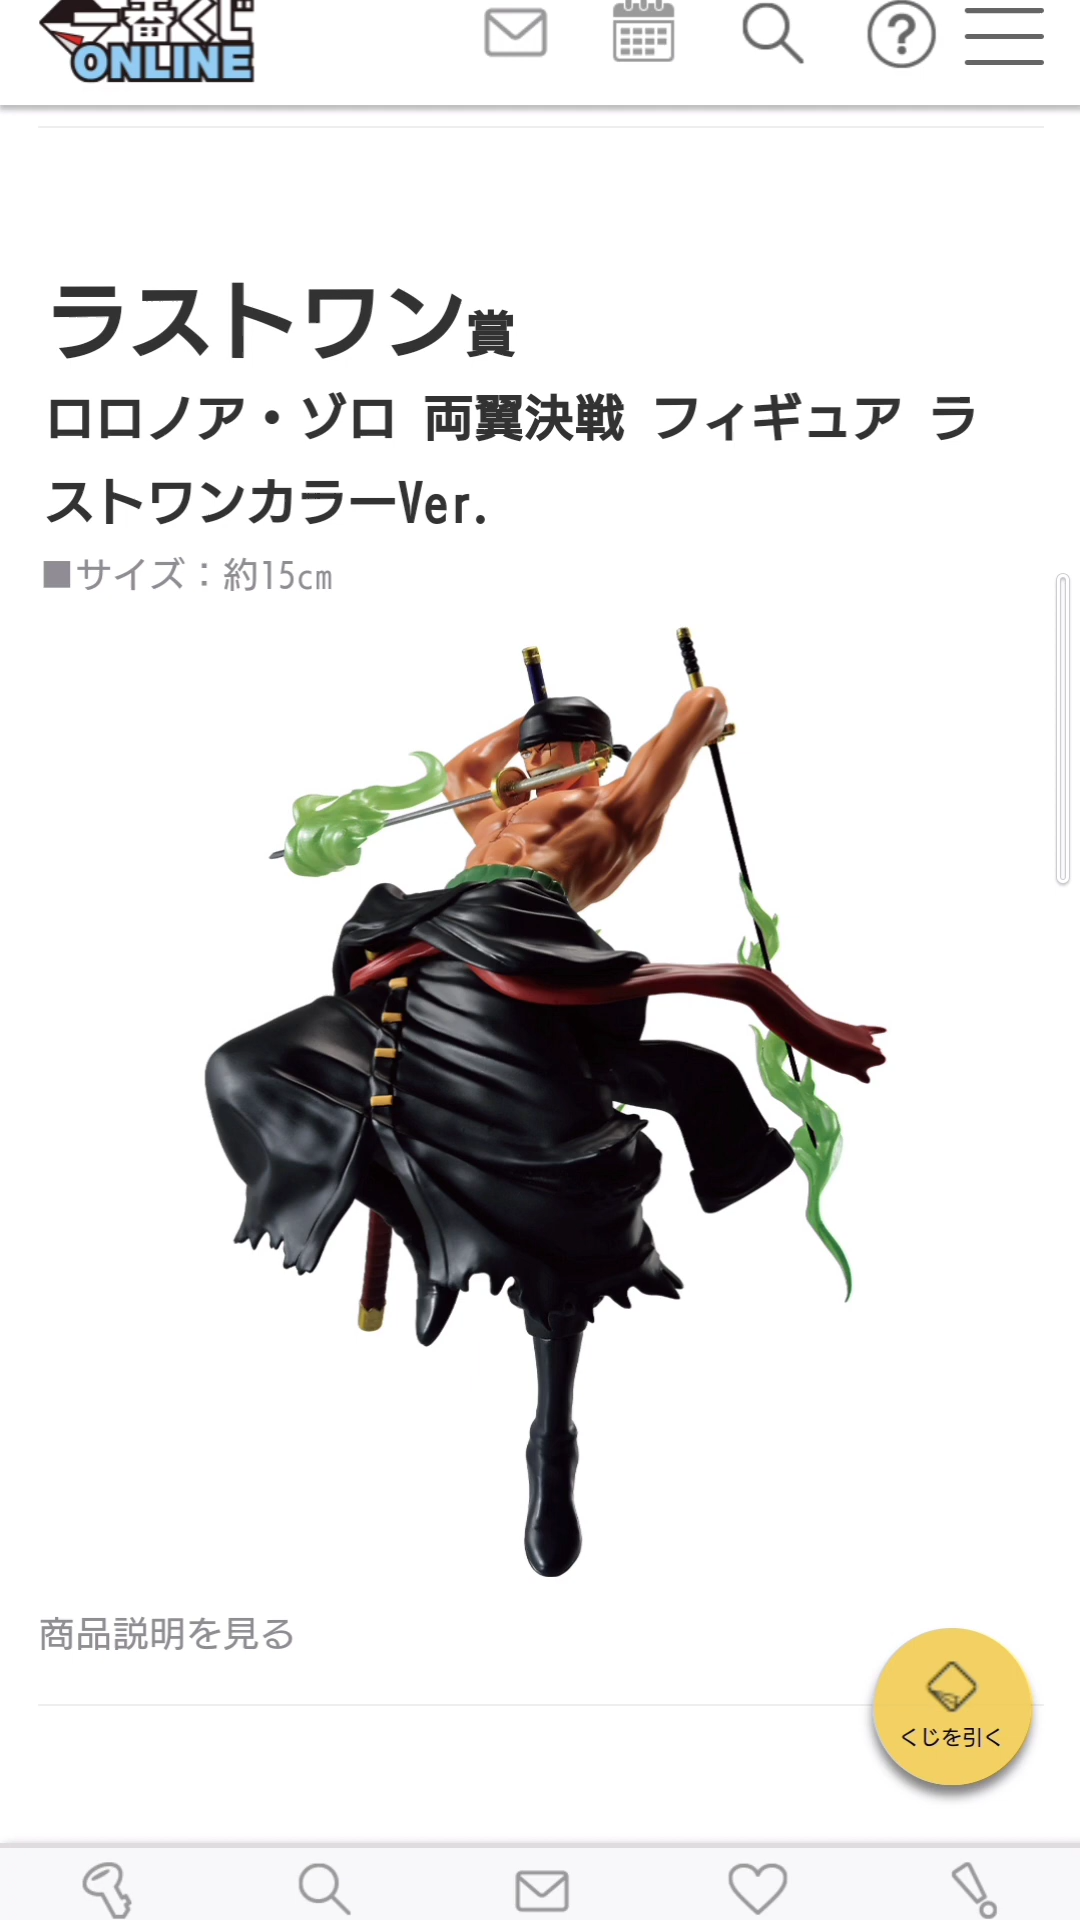 一番くじ
ONLINE
ラストワン賞
ロロノア・ゾロ 両翼決戦 フィギュア ラ
ストワンカラーVer.
■サイズ：約15cm
商品説明を見る
くじを引く